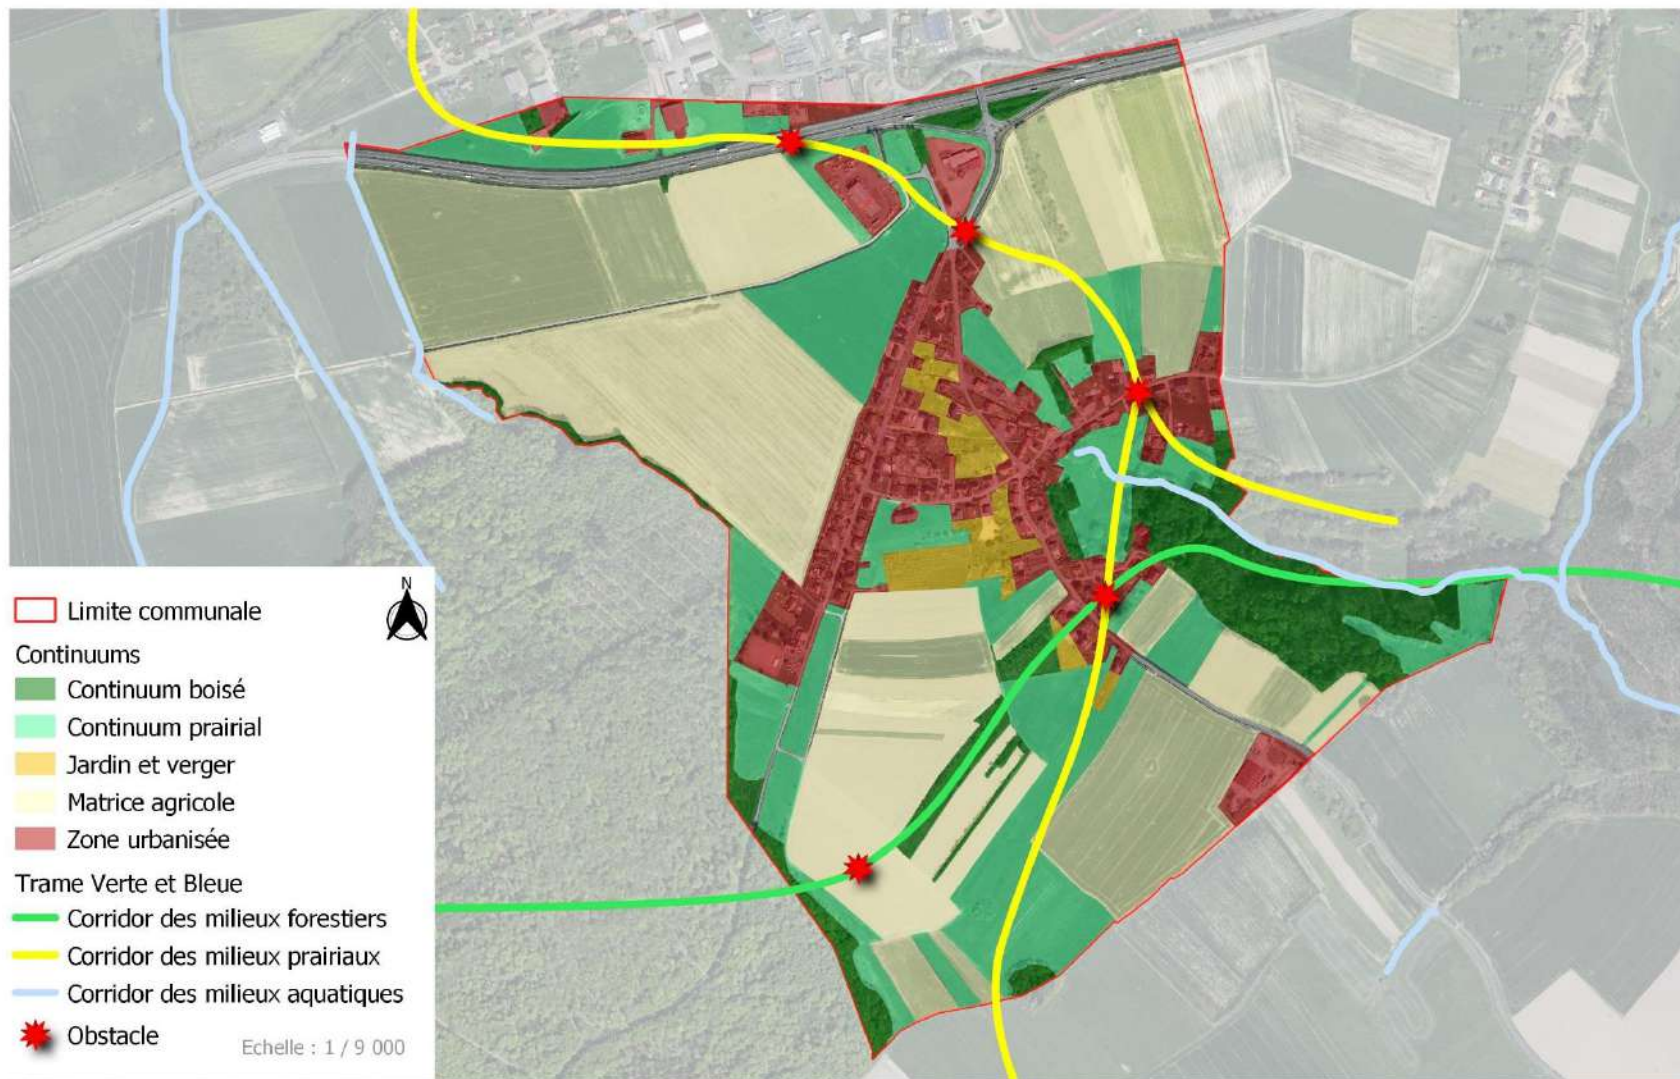 N
Limite communale
Continuums
Continuum boisé
Continuum prairial
Jardin et verger
Matrice agricole
Zone urbanisée
Trame Verte et Bleue
Corridor des milieux forestiers
Corridor des milieux prairiaux
Corridor des milieux aquatiques
Obstacle
Echelle : 1 / 9 000